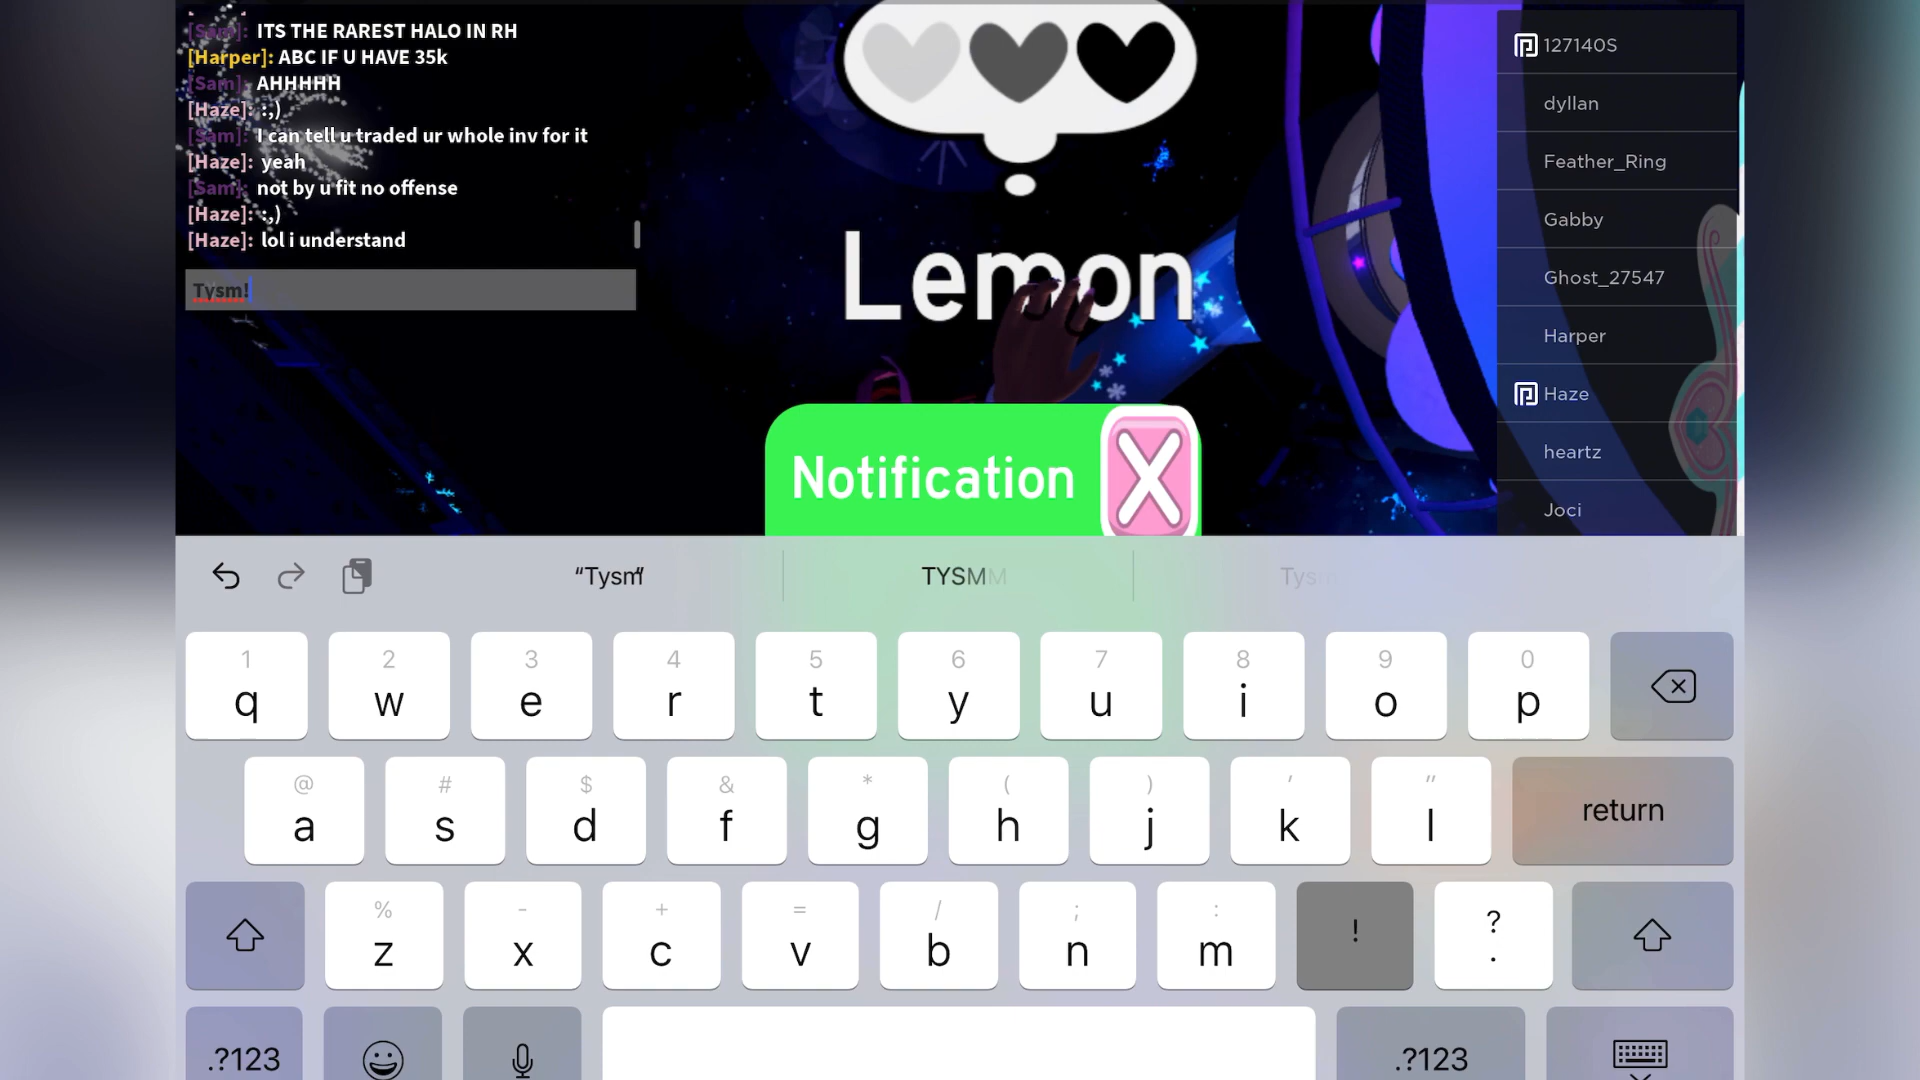 [Sam]: ITS THE RAREST HALO IN RH
[Harper]: ABC IF U HAVE 35k
[Sam]: AHHHHH
[Haze]: :,)
[Sam]: I can tell u traded ur whole inv for it
[Haze]: yeah
[Sam]: not by u fit no offense
[Haze]: :,)
[Haze]: lol i understand
Tysm!
Lemon
Notification X
127140S
dyllan
Feather_Ring
Gabby
Ghost_27547
Harper
Haze
heartz
Joci
“Tysm“ TYSMM Tys
1 2 3 4 5 6 7 8 9 0
q w e r t y u i o p
@ # $ & * ( ) ' "
a s d f g h j k l return
% - + = / ; : ! ?
z x c v b n m .
.?123 .?123